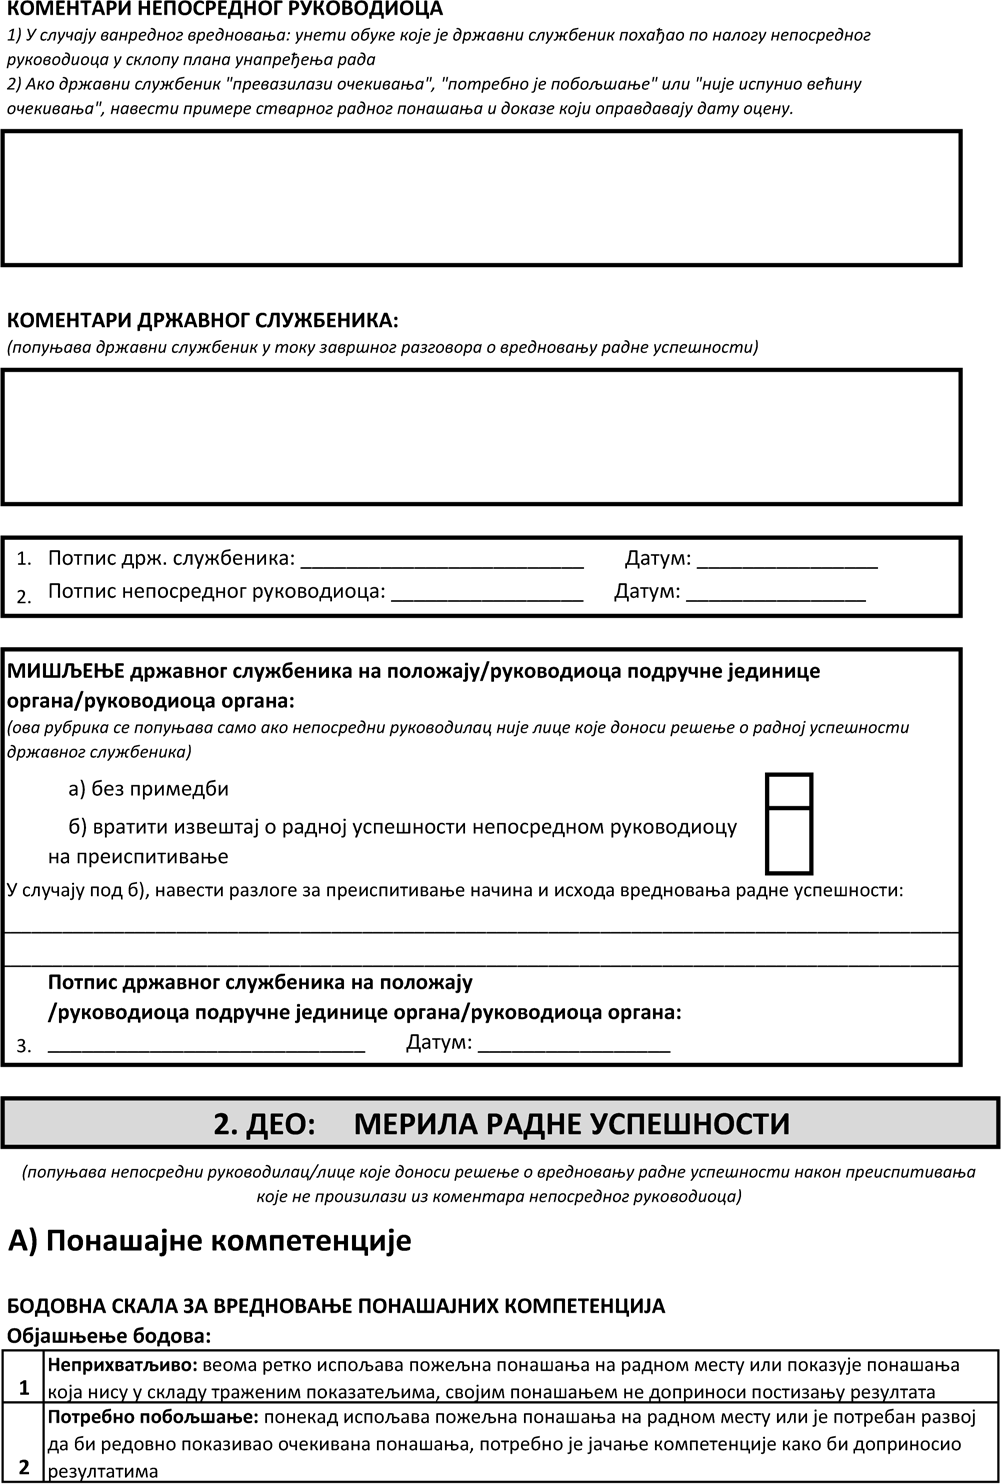 КОМЕНТАРИ НЕПОСРЕДНОГ РУКОВОДИОЦА
1) У случају ванредног вредновања: унети обуке које је државни службеник похађао по налогу непосредног
руководиоца у склопу плана унапређења рада
2) Ако државни службеник "превазилази очекивања", "потребно је побољшање" или "није испунио већину
очекивања", навести примере стварног радног понашања и доказе који оправдавају дату оцену.
КОМЕНТАРИ ДРЖАВНОГ СЛУЖБЕНИКА:
(попуњава државни службеник у току завршног разговора о вредновању радне успешности)
1. Потпис држ. службеника: _________________________ Датум: ________________
2. Потпис непосредног руководиоца: _________________ Датум: ________________
МИШЉЕЊЕ државног службеника на положају/руководиоца подручне јединице
органа/руководиоца органа:
(ова рубрика се попуњава само ако непосредни руководилац није лице које доноси решење о радној успешности
државног службеника)
а) без примедби
б) вратити извештај о радној успешности непосредном руководиоцу
на преиспитивање
У случају под б), навести разлоге за преиспитивање начина и исхода вредновања радне успешности:
Потпис државног службеника на положају
/руководиоца подручне јединице органа/руководиоца органа:
3. ____________________________ Датум: _________________
2. ДЕО: МЕРИЛА РАДНЕ УСПЕШНОСТИ
(попуњава непосредни руководилац/лице које доноси решење о вредновању радне успешности након преиспитивања
које не произилази из коментара непосредног руководиоца)
А) Понашајне компетенције
БОДОВНА СКАЛА ЗА ВРЕДНОВАЊЕ ПОНАШАЈНИХ КОМПЕТЕНЦИЈА
Објашњење бодова:
Неприхватљиво: веома ретко испољава пожељна понашања на радном месту или показује понашања
1 која нису у складу траженим показатељима, својим понашањем не доприноси постизању резултата
Потребно побољшање: понекад испољава пожељна понашања на радном месту или је потребан развој
да би редовно показивао очекивана понашања, потребно је јачање компетенције како би доприносио
2 резултатима